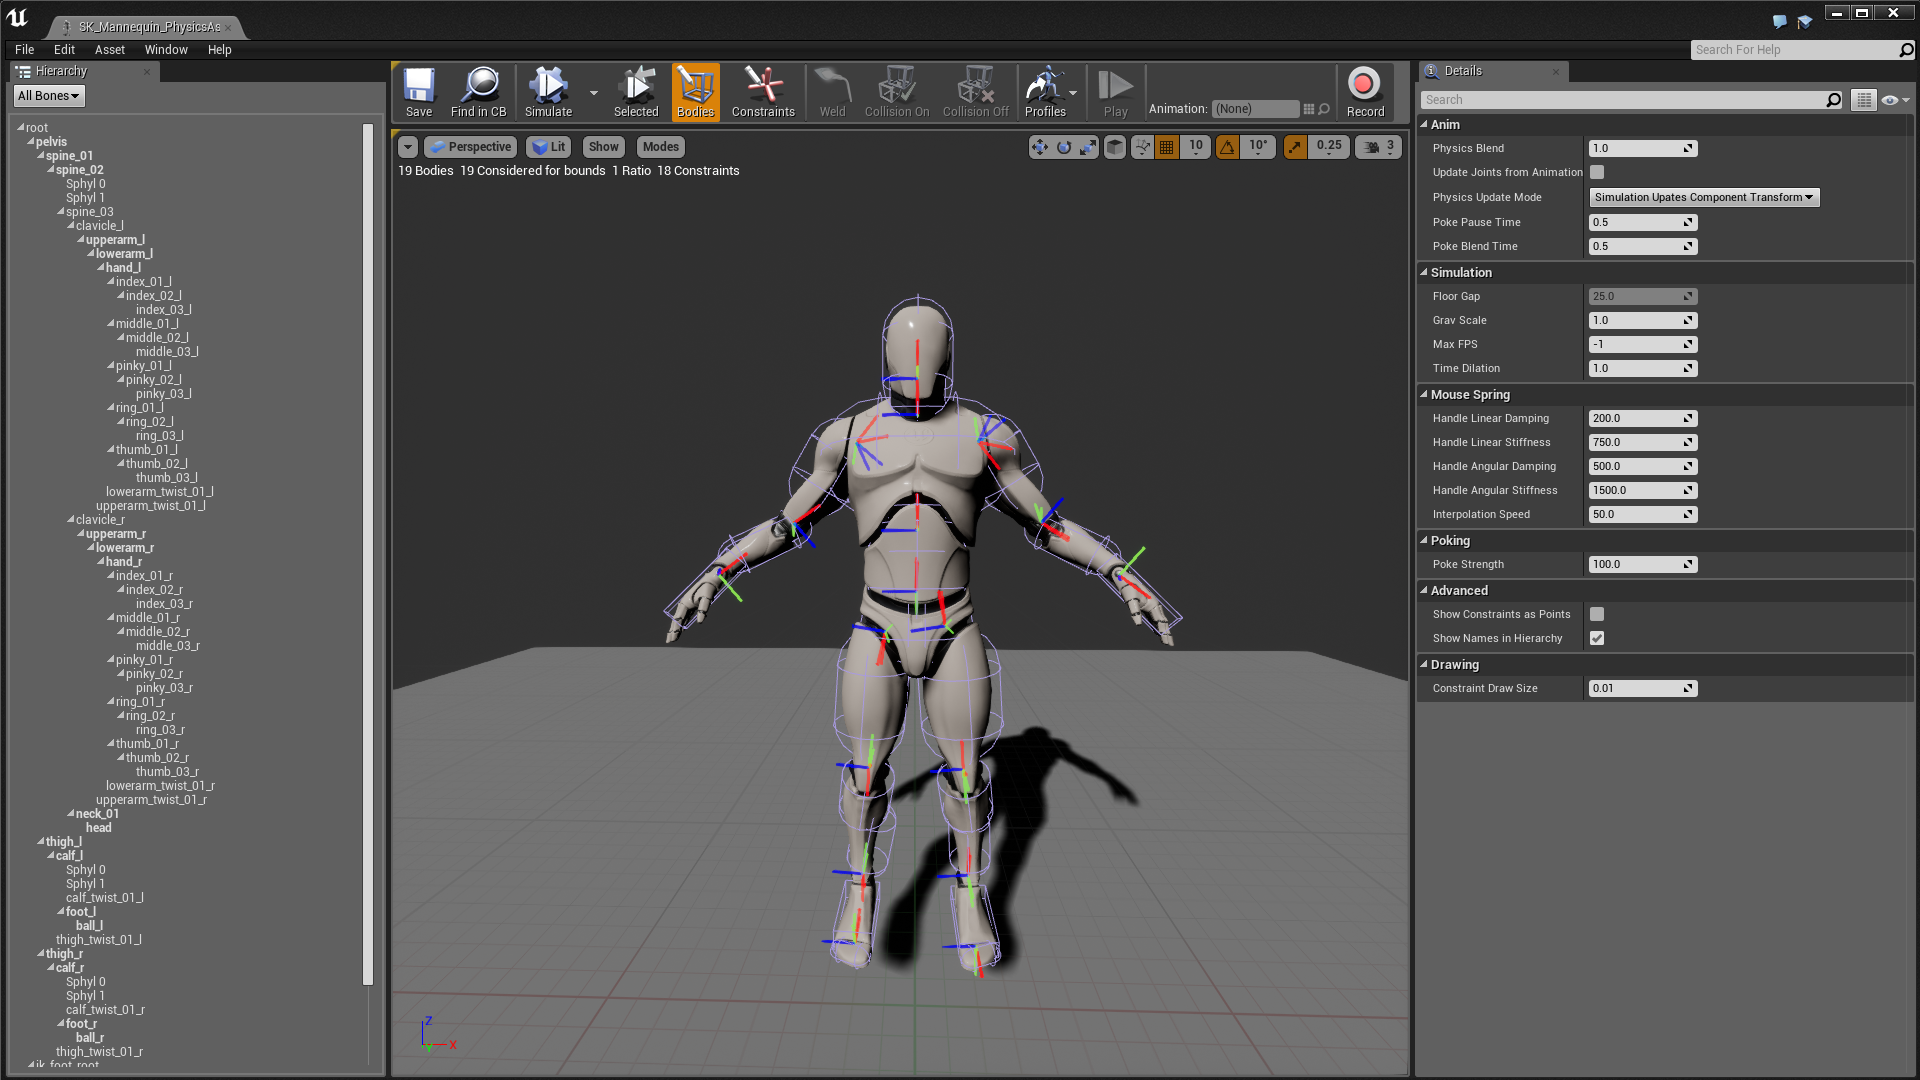 SK_Mannequin_PhysicsAs
File Edit Asset Window Help
Search For Help
Hierarchy
All Bones
root
pelvis
spine_01
spine_02
Sphyl 0
Sphyl 1
spine_03
clavicle_l
upperarm_l
lowerarm_l
hand_l
index_01_l
index_02_l
index_03_l
middle_01_l
middle_02_l
middle_03_l
pinky_01_l
pinky_02_l
pinky_03_l
ring_01_l
ring_02_l
ring_03_l
thumb_01_l
thumb_02_l
thumb_03_l
lowerarm_twist_01_l
upperarm_twist_01_l
clavicle_r
upperarm_r
lowerarm_r
hand_r
index_01_r
index_02_r
index_03_r
middle_01_r
middle_02_r
middle_03_r
pinky_01_r
pinky_02_r
pinky_03_r
ring_01_r
ring_02_r
ring_03_r
thumb_01_r
thumb_02_r
thumb_03_r
lowerarm_twist_01_r
upperarm_twist_01_r
neck_01
head
thigh_l
calf_l
Sphyl 0
Sphyl 1
calf_twist_01_l
foot_l
ball_l
thigh_twist_01_l
thigh_r
calf_r
Sphyl 0
Sphyl 1
calf_twist_01_r
foot_r
ball_r
thigh_twist_01_r
ik_foot_root
Save Find in CB Simulate Selected Bodies Constraints Weld Collision On Collision Off Profiles Play Animation: (None) Record
Perspective Lit Show Modes 10 10° 0.25 3
19 Bodies 19 Considered for bounds 1 Ratio 18 Constraints
Z
X
Y
Details
Search
Anim
Physics Blend 1.0
Update Joints from Animation
Physics Update Mode Simulation Upates Component Transform
Poke Pause Time 0.5
Poke Blend Time 0.5
Simulation
Floor Gap 25.0
Grav Scale 1.0
Max FPS -1
Time Dilation 1.0
Mouse Spring
Handle Linear Damping 200.0
Handle Linear Stiffness 750.0
Handle Angular Damping 500.0
Handle Angular Stiffness 1500.0
Interpolation Speed 50.0
Poking
Poke Strength 100.0
Advanced
Show Constraints as Points
Show Names in Hierarchy
Drawing
Constraint Draw Size 0.01